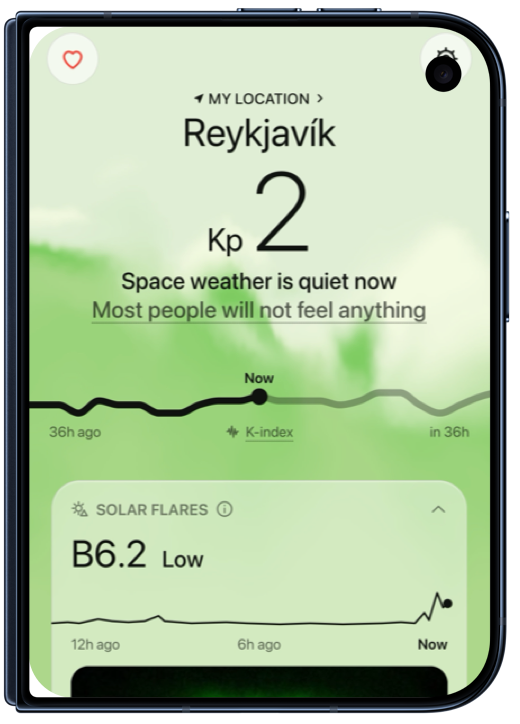 MY LOCATION
Reykjavík
Kp 2
Space weather is quiet now
Most people will not feel anything
Now
36h ago K-index in 36h
SOLAR FLARES
B6.2 Low
12h ago 6h ago Now